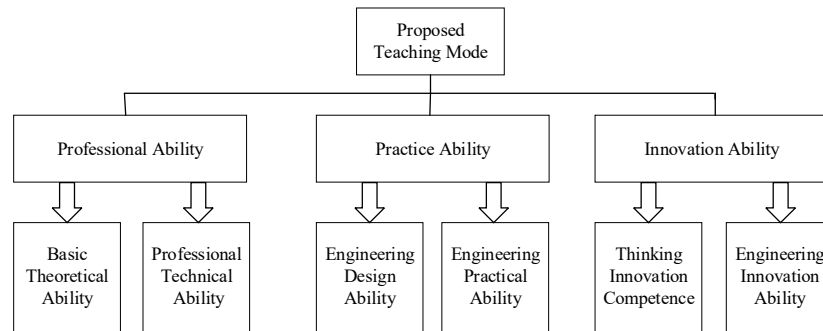 Proposed
Teaching Mode
Professional Ability
Practice Ability
Innovation Ability
Basic
Theoretical
Ability
Professional
Technical
Ability
Engineering
Design
Ability
Engineering
Practical
Ability
Thinking
Innovation
Competence
Engineering
Innovation
Ability